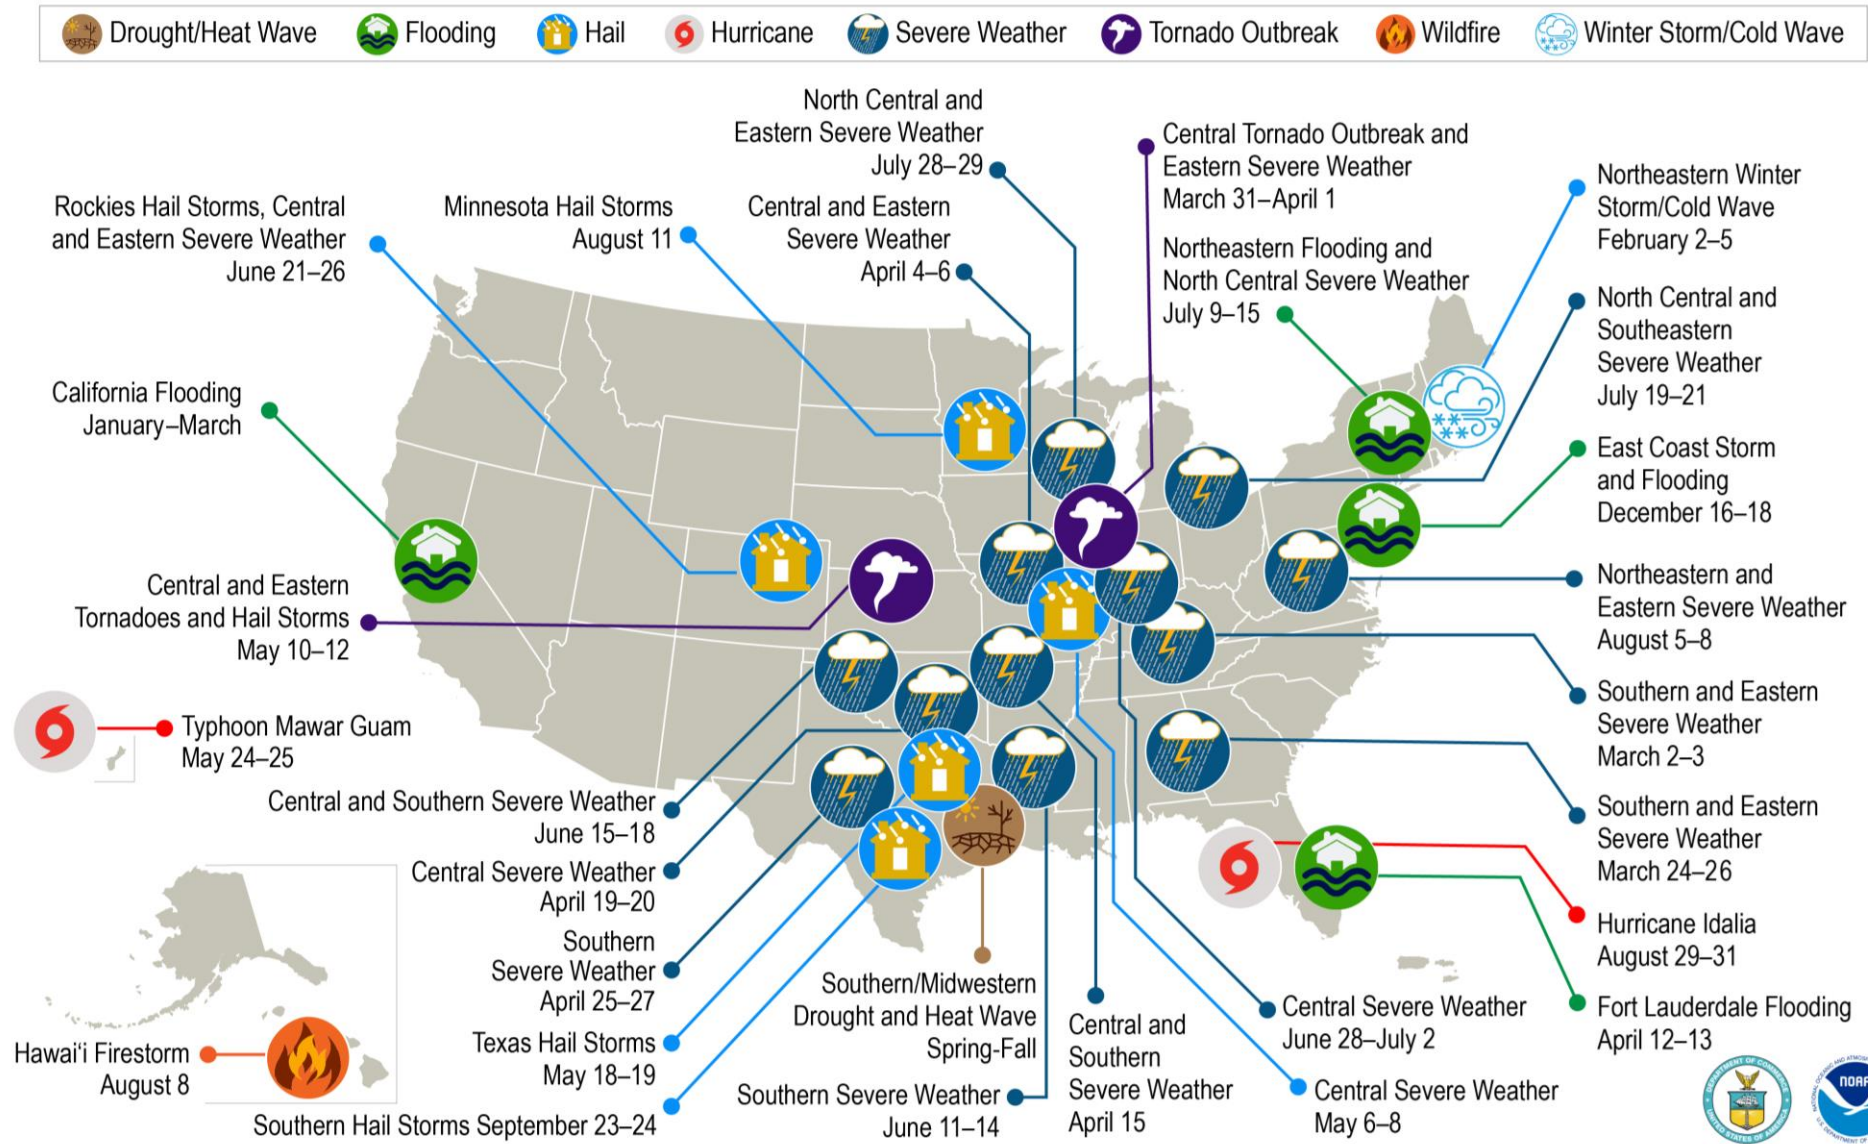 Drought/Heat Wave
Flooding
Hail
Hurricane
Severe Weather
Tornado Outbreak
Wildfire
Winter Storm/Cold Wave
North Central and
Eastern Severe Weather
July 28–29
Central Tornado Outbreak and
Eastern Severe Weather
March 31–April 1
Northeastern Winter
Storm/Cold Wave
February 2–5
Rockies Hail Storms, Central
and Eastern Severe Weather
June 21–26
Minnesota Hail Storms
August 11
Central and Eastern
Severe Weather
April 4–6
Northeastern Flooding and
North Central Severe Weather
July 9–15
North Central and
Southeastern
Severe Weather
July 19–21
California Flooding
January–March
East Coast Storm
and Flooding
December 16–18
Central and Eastern
Tornadoes and Hail Storms
May 10–12
Northeastern and
Eastern Severe Weather
August 5–8
Typhoon Mawar Guam
May 24–25
Southern and Eastern
Severe Weather
March 2–3
Central and Southern Severe Weather
June 15–18
Southern and Eastern
Severe Weather
March 24–26
Central Severe Weather
April 19–20
Hurricane Idalia
August 29–31
Southern
Severe Weather
April 25–27
Southern/Midwestern
Drought and Heat Wave
Spring-Fall
Central and
Southern
Severe Weather
April 15
Central Severe Weather
June 28–July 2
Fort Lauderdale Flooding
April 12–13
Hawaiʻi Firestorm
August 8
Texas Hail Storms
May 18–19
Southern Severe Weather
June 11–14
Central Severe Weather
May 6–8
Southern Hail Storms September 23–24
DEPARTMENT OF COMMERCE
UNITED STATES OF AMERICA